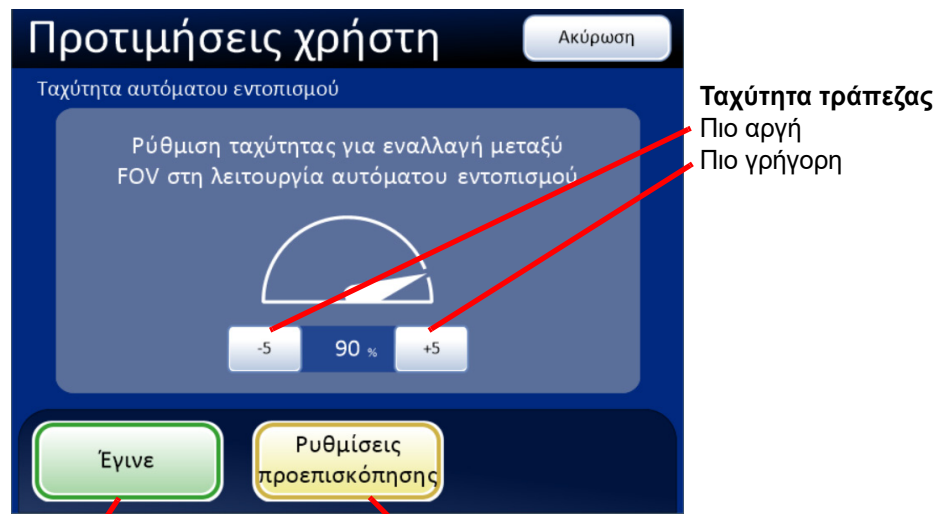 Προτιμήσεις χρήστη
Ακύρωση
Ταχύτητα αυτόματου εντοπισμού
Ρύθμιση ταχύτητας για εναλλαγή μεταξύ
FOV στη λειτουργία αυτόματου εντοπισμού
-5
90 %
+5
Έγινε
Ρυθμίσεις
προεπισκόπησης
Ταχύτητα τράπεζας
Πιο αργή
Πιο γρήγορη